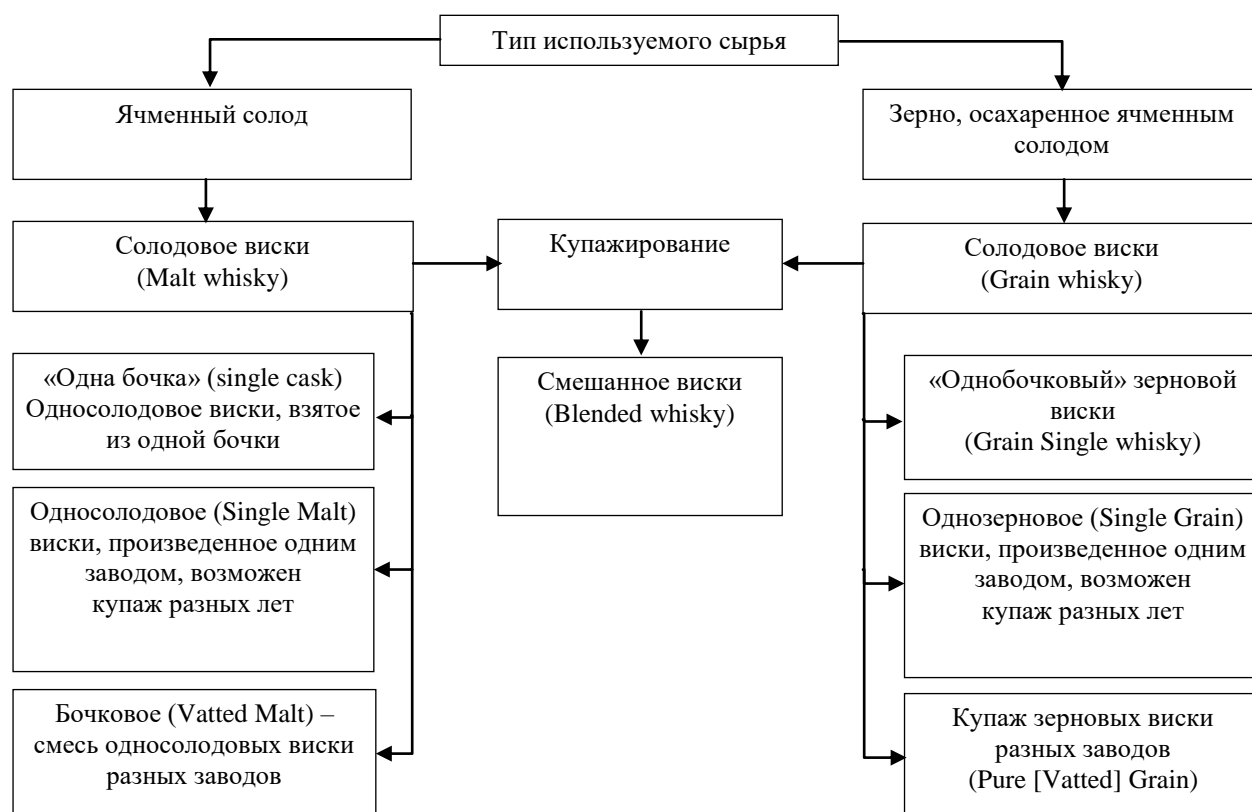 Тип используемого сырья
Ячменный солод
Зерно, осахаренное ячменным
солодом
Солодовое виски
(Malt whisky)
Купажирование
Солодовое виски
(Grain whisky)
«Одна бочка» (single cask)
Односолодовое виски, взятое
из одной бочки
Смешанное виски
(Blended whisky)
«Однобочковый» зерновой
виски
(Grain Single whisky)
Односолодовое (Single Malt)
виски, произведенное одним
заводом, возможен
купаж разных лет
Однозерновое (Single Grain)
виски, произведенное одним
заводом, возможен
купаж разных лет
Бочковое (Vatted Malt) –
смесь односолодовых виски
разных заводов
Купаж зерновых виски
разных заводов
(Pure [Vatted] Grain)